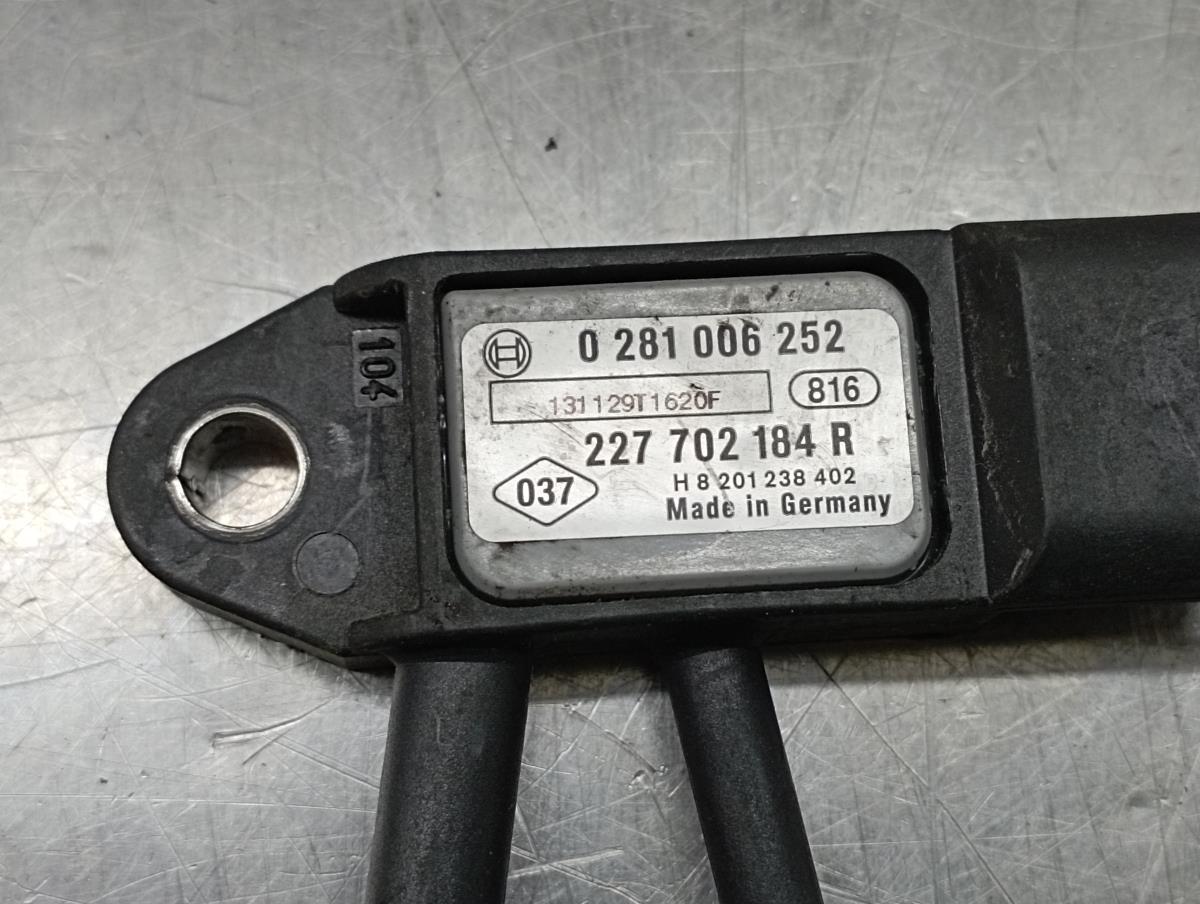 104
0 281 006 252
131129T1620F
816
227 702 184 R
037
H 8 201 238 402
Made in Germany